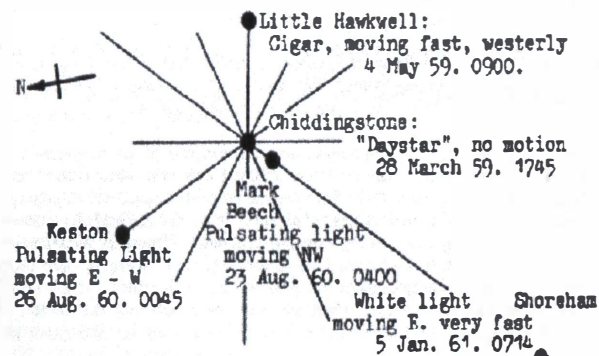 Little Hawkwell:
Cigar, moving fast, westerly
4 May 59. 0900.
N
Chiddingstone:
"Daystar", no motion
28 March 59. 1745
Mark
Beech
Pulsating light
moving NW
23 Aug. 60. 0400
Keston
Pulsating Light
moving E - W
26 Aug. 60. 0045
White light
moving E. very fast
5 Jan. 61. 0714
Shoreham